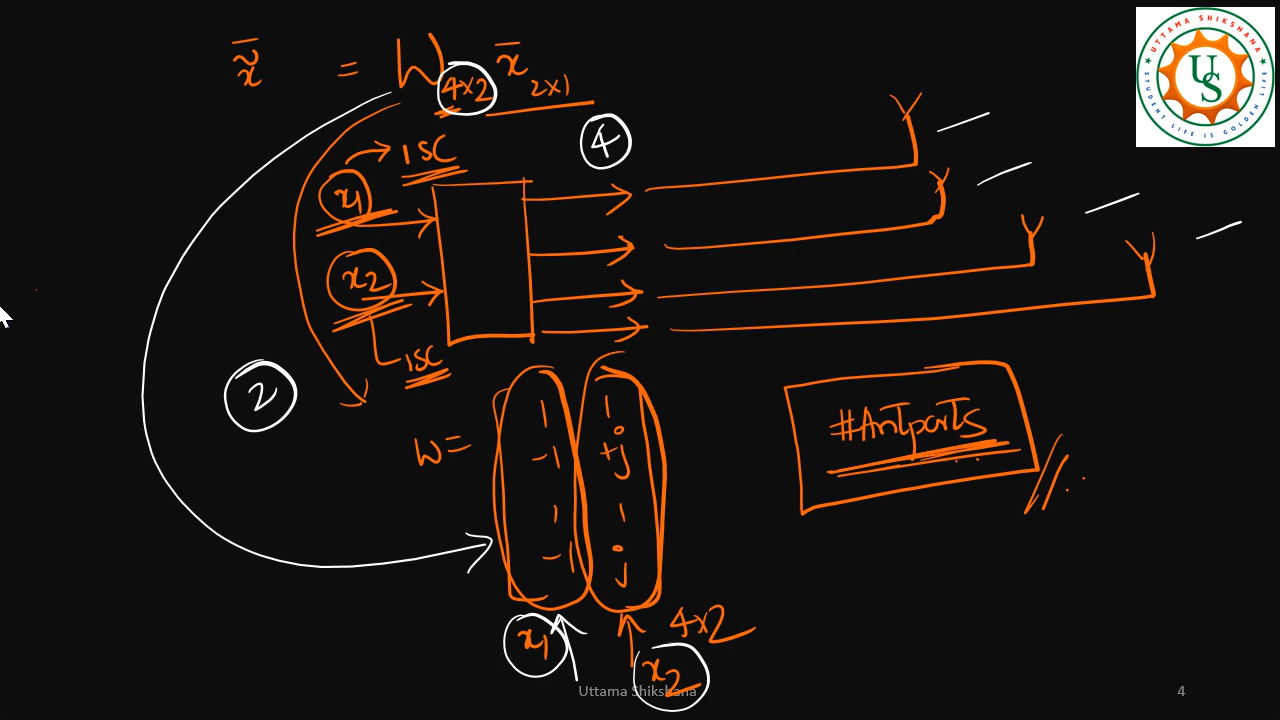 x̃̅ = W 4x2 x̅ 2x1
4
x1 → 1SC
x2
1SC
2
W =
1 1
-1 +j
1 1
-1 j
4x2
x1 x2
#Antports
UTTAMA SHIKSHANA
US
STUDENT LIFE IS GOLDEN LIFE
Uttama Shikshana
4